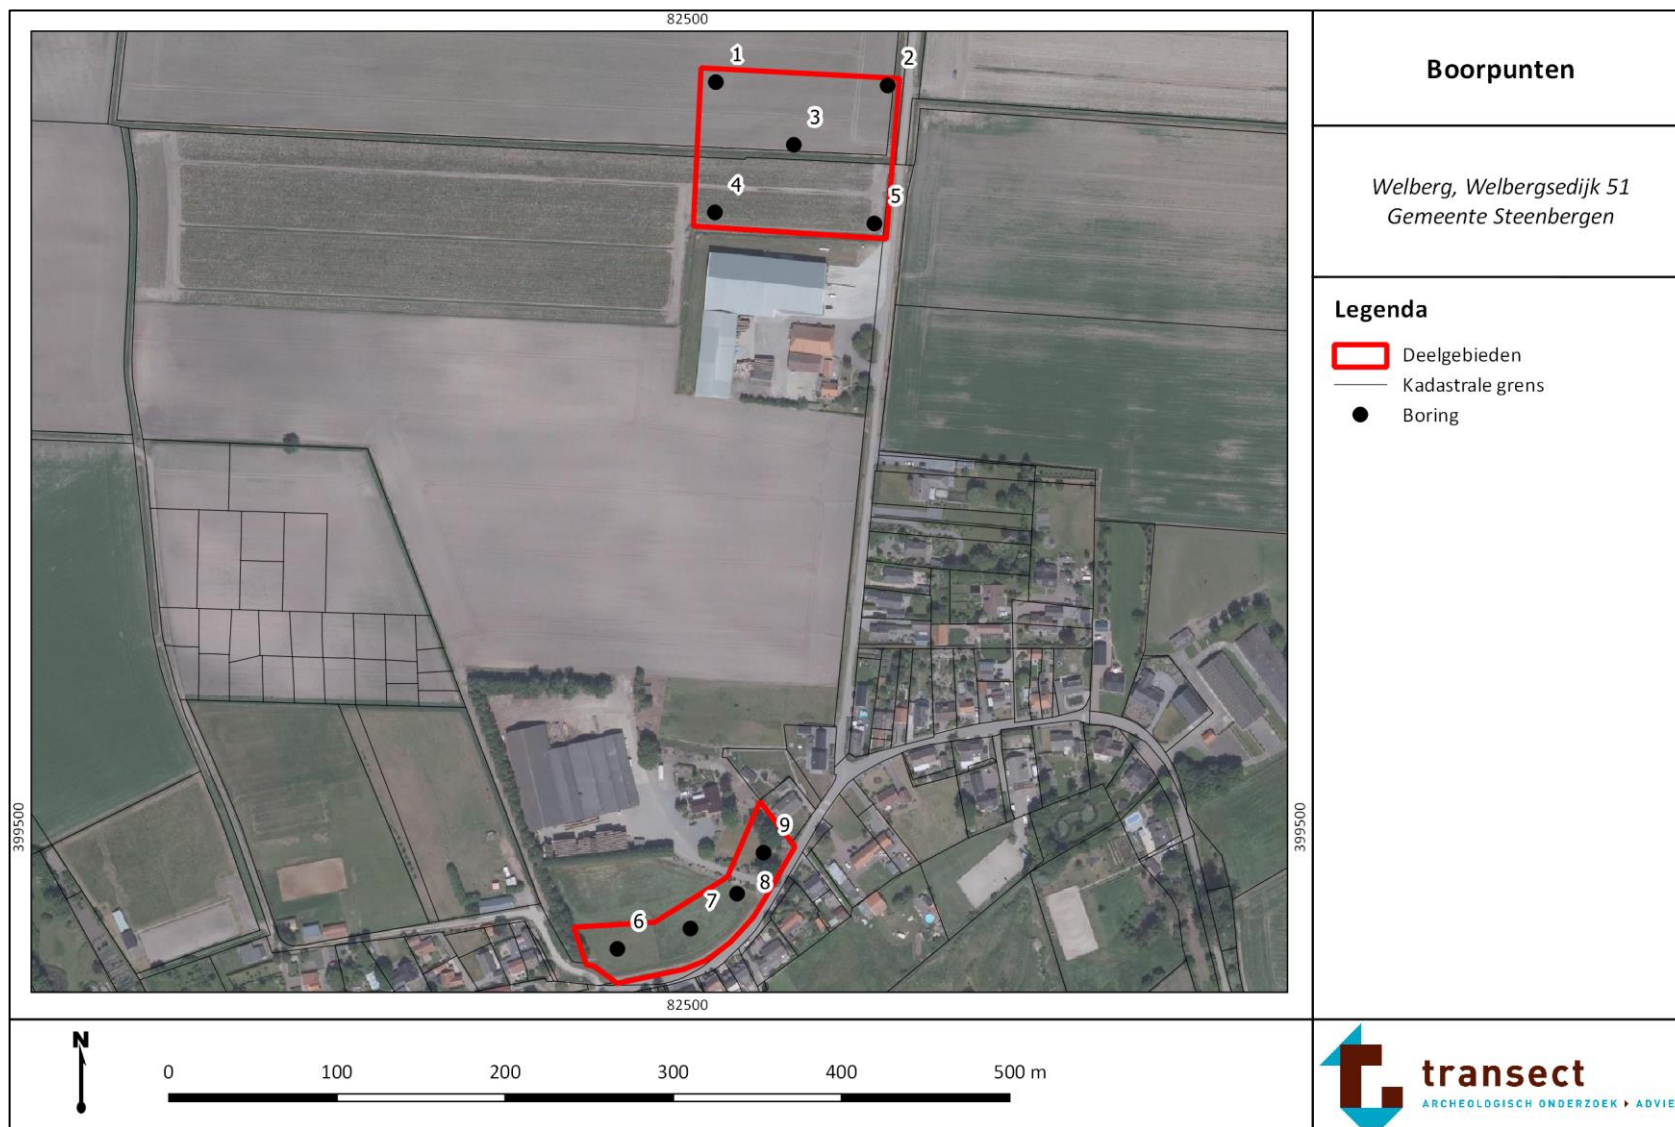 82500
Boorpunten
Welberg, Welbergsedijk 51
Gemeente Steenbergen
Legenda
Deelgebieden
Kadastrale grens
Boring
1
2
3
4
5
6
7
8
9
399500
399500
82500
N
0 100 200 300 400 500 m
transect
ARCHEOLOGISCH ONDERZOEK ▸ ADVIE